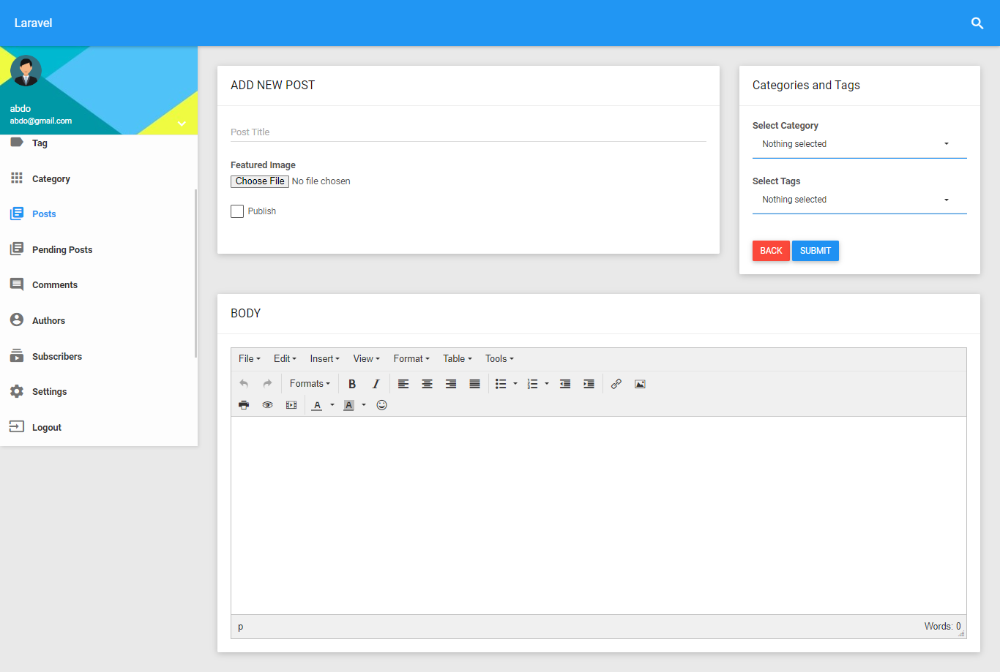 Laravel
abdo
abdo@gmail.com
Tag
Category
Posts
Pending Posts
Comments
Authors
Subscribers
Settings
Logout
ADD NEW POST
Post Title
Featured Image
Choose File No file chosen
Publish
Categories and Tags
Select Category
Nothing selected
Select Tags
Nothing selected
BACK SUBMIT
BODY
File Edit Insert View Format Table Tools
Formats B I
A A
p Words: 0